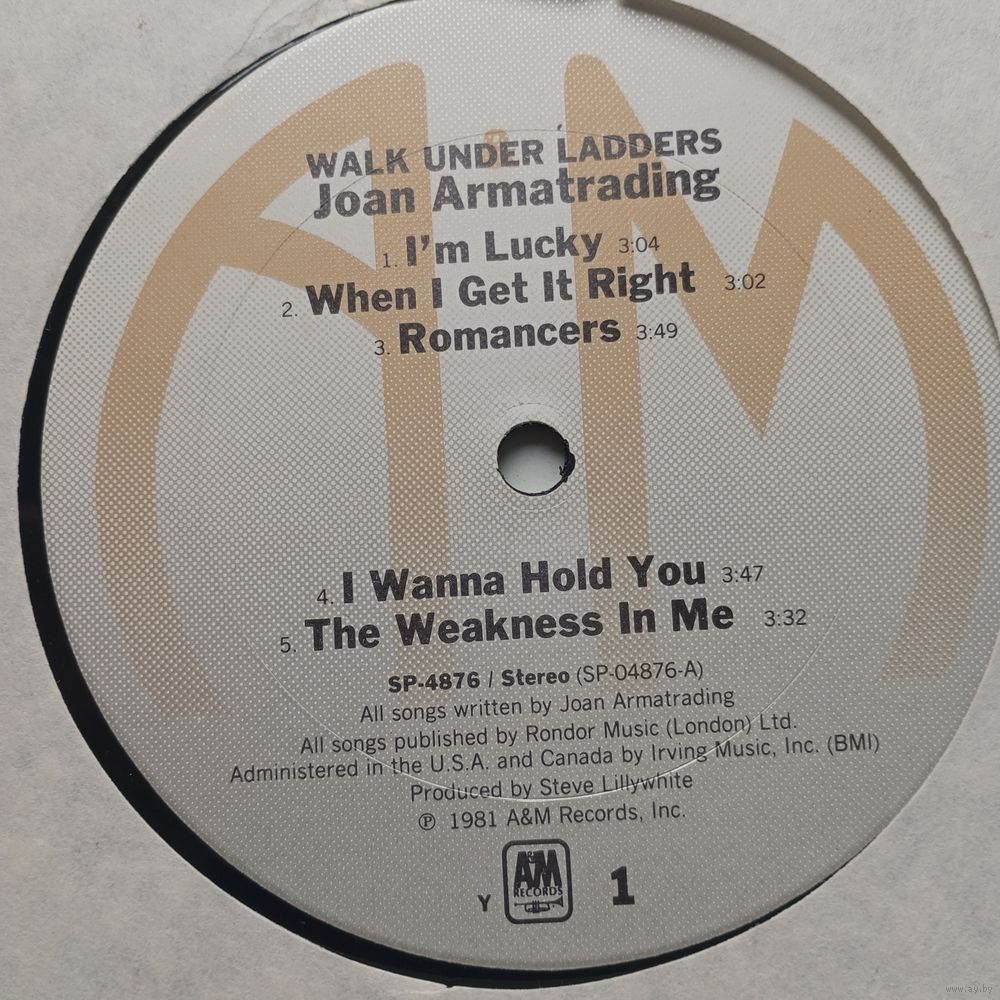 WALK UNDER LADDERS
Joan Armatrading
1. I'm Lucky 3:04
2. When I Get It Right 3:02
3. Romancers 3:49
4. I Wanna Hold You 3:47
5. The Weakness In Me 3:32
SP-4876 / Stereo (SP-04876-A)
All songs written by Joan Armatrading
All songs published by Rondor Music (London) Ltd.
Administered in the U.S.A. and Canada by Irving Music, Inc. (BMI)
Produced by Steve Lillywhite
℗ 1981 A&M Records, Inc.
Y A&M RECORDS 1
www.ay.by